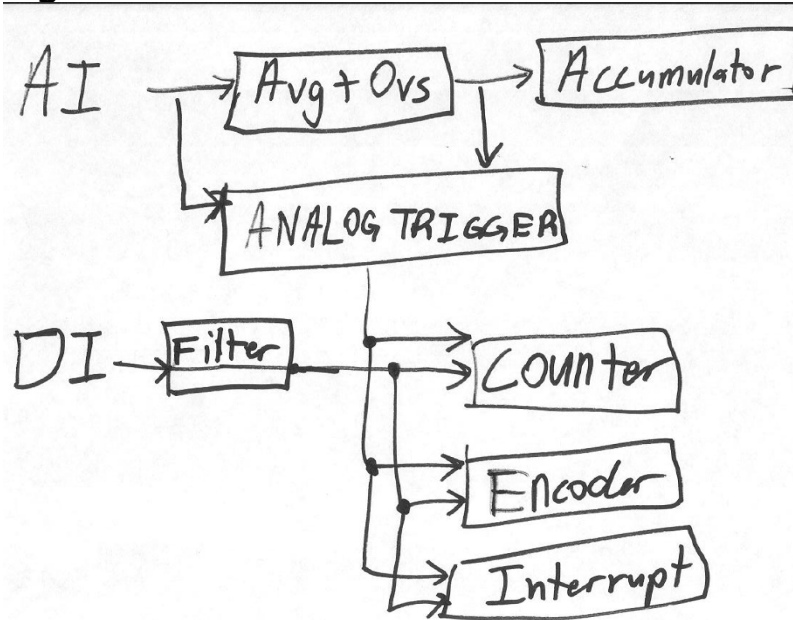 AI
Avg + Ovs
Accumulator
ANALOG TRIGGER
DI
Filter
Counter
Encoder
Interrupt